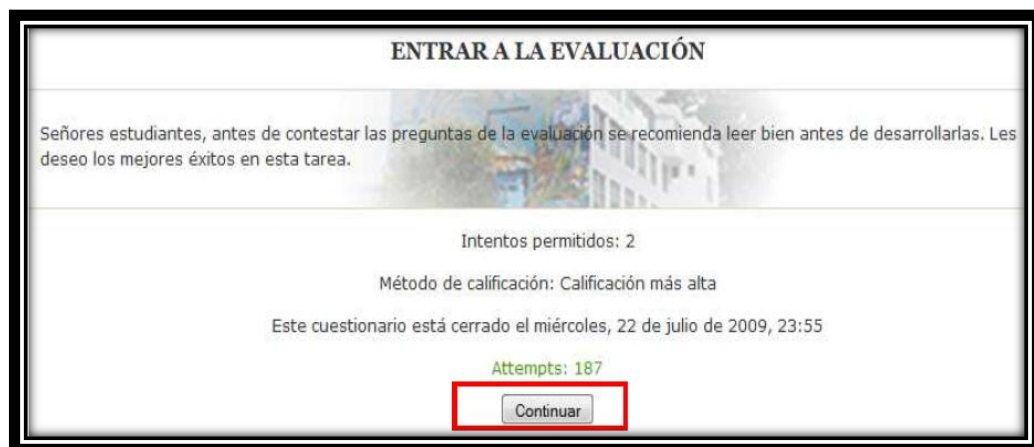 ENTRAR A LA EVALUACIÓN
Señores estudiantes, antes de contestar las preguntas de la evaluación se recomienda leer bien antes de desarrollarlas. Les
deseo los mejores éxitos en esta tarea.
Intentos permitidos: 2
Método de calificación: Calificación más alta
Este cuestionario está cerrado el miércoles, 22 de julio de 2009, 23:55
Attempts: 187
Continuar